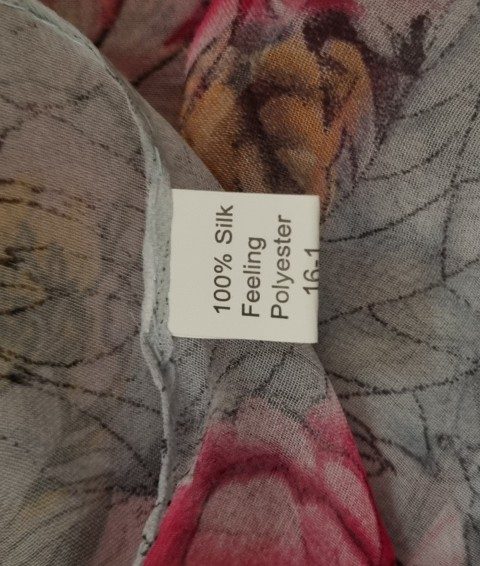 100% Silk
Feeling
Polyester
16-1